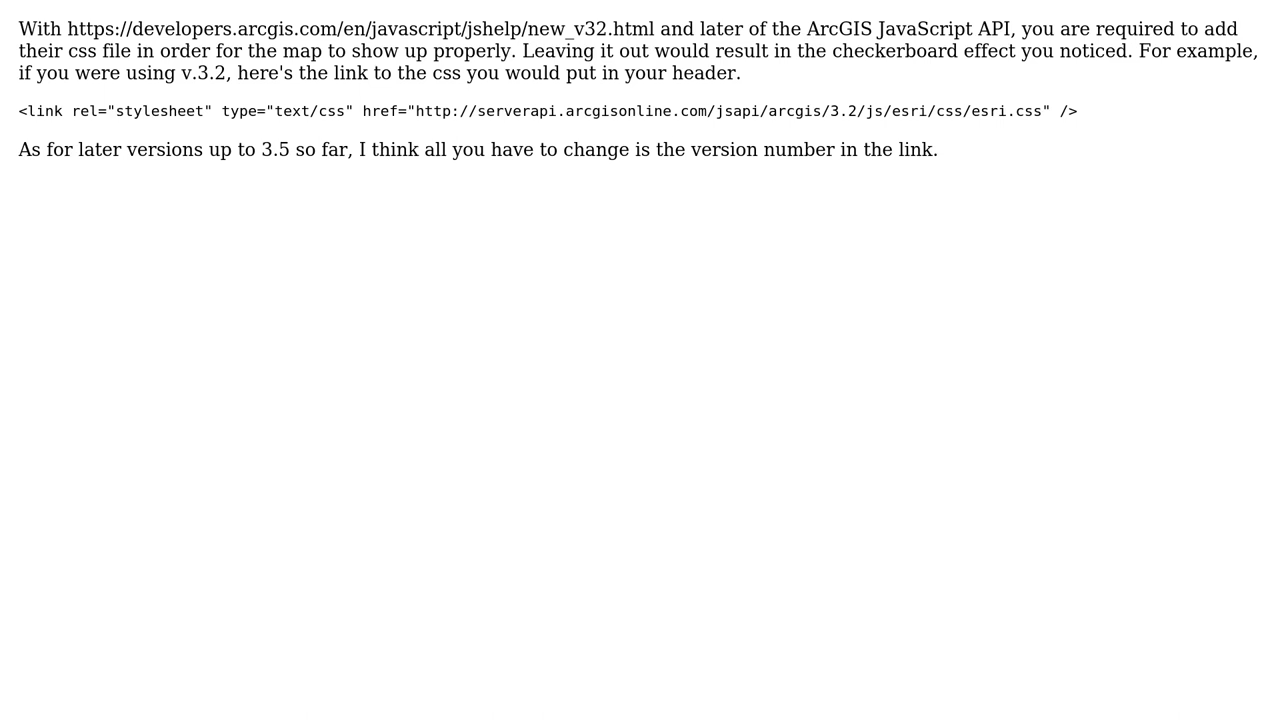 With https://developers.arcgis.com/en/javascript/jshelp/new_v32.html and later of the ArcGIS JavaScript API, you are required to add
their css file in order for the map to show up properly. Leaving it out would result in the checkerboard effect you noticed. For example,
if you were using v.3.2, here's the link to the css you would put in your header.
<link rel="stylesheet" type="text/css" href="http://serverapi.arcgisonline.com/jsapi/arcgis/3.2/js/esri/css/esri.css" />
As for later versions up to 3.5 so far, I think all you have to change is the version number in the link.